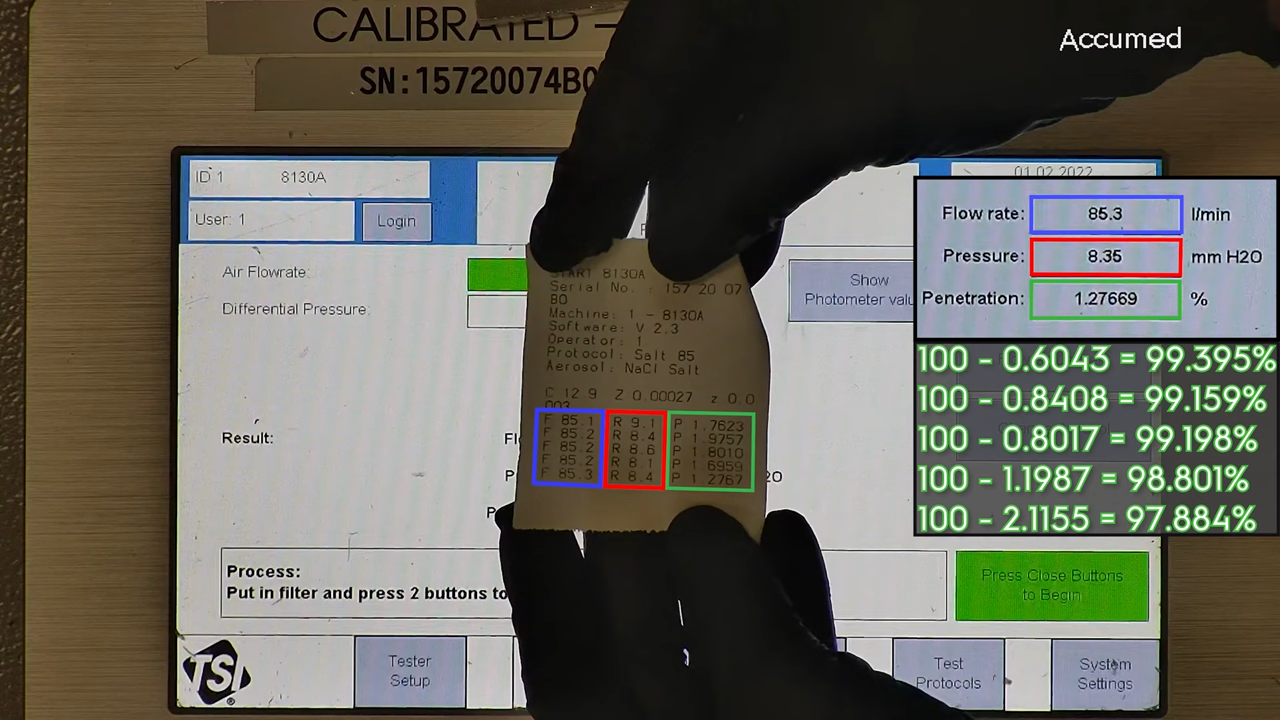 CALIBRATED –
SN:15720074B0
Accumed
ID 1 8130A
User: 1
Login
01.02.2022
Air Flowrate:
Differential Pressure:
Show
Photometer valu
Flow rate: 85.3 l/min
Pressure: 8.35 mm H2O
Penetration: 1.27669 %
START 8130A
Serial No. : 157 20 07
B0
Machine: 1 - 8130A
Software: V 2.3
Operator: 1
Protocol: Salt 85
Aerosol: NaCl Salt
C 12.9 Z 0.00027 z 0.0
003
F 85.1 R 9.1 P 1.7623
F 85.2 R 8.4 P 1.9757
F 85.2 R 8.6 P 1.8010
F 85.2 R 8.1 P 1.6959
F 85.3 R 8.4 P 1.2767
100 - 0.6043 = 99.395%
100 - 0.8408 = 99.159%
100 - 0.8017 = 99.198%
100 - 1.1987 = 98.801%
100 - 2.1155 = 97.884%
Result:
Process:
Put in filter and press 2 buttons to
Press Close Buttons
to Begin
TSI
Tester
Setup
Test
Protocols
System
Settings